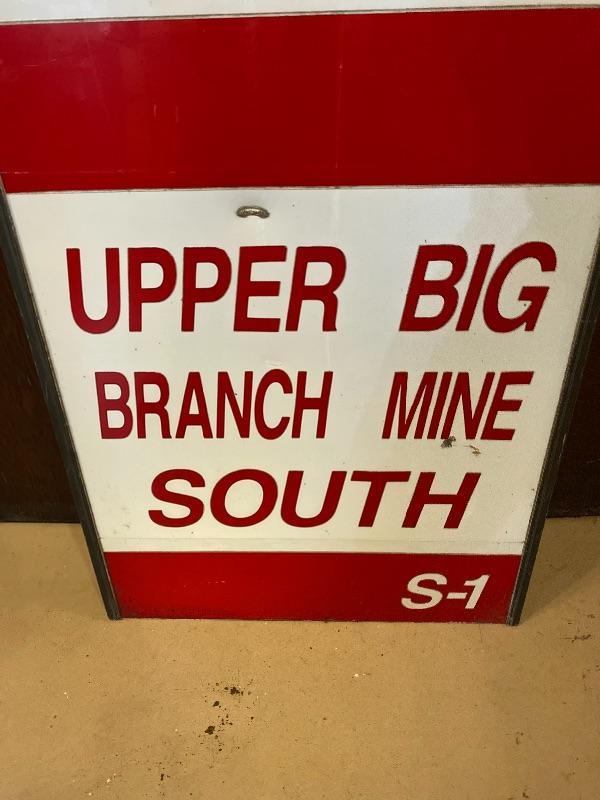 UPPER BIG
BRANCH MINE
SOUTH
S-1